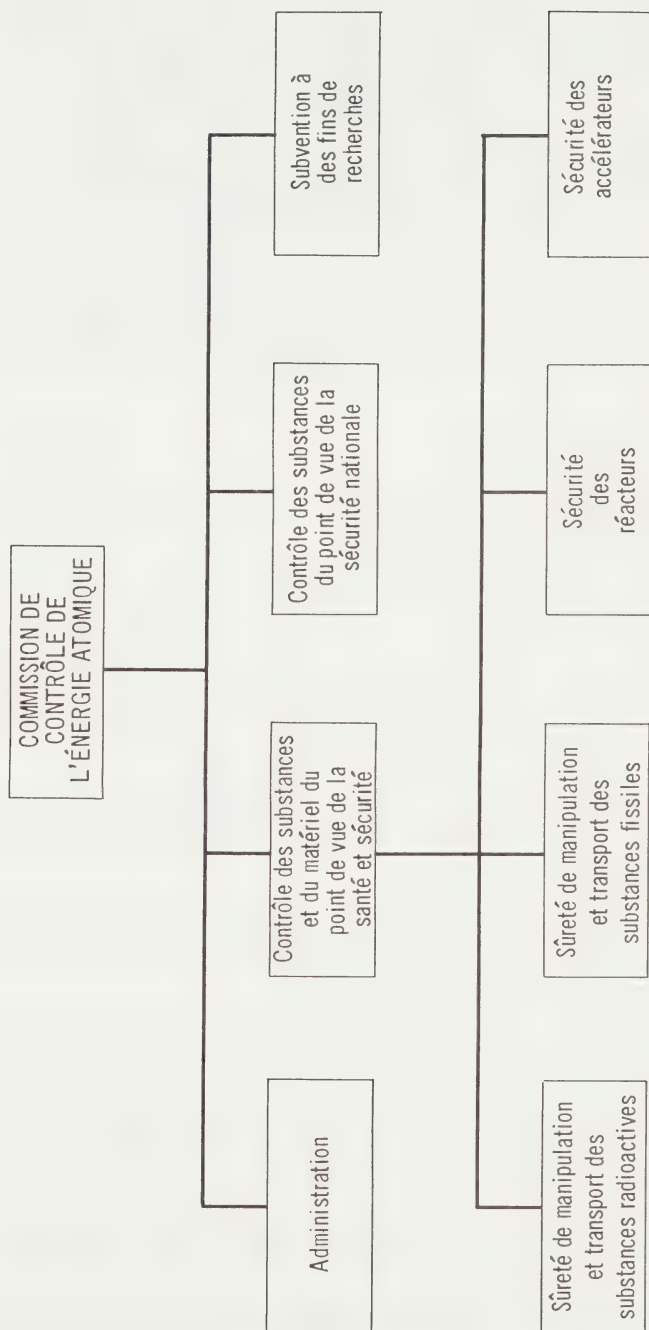 COMMISSION DE
CONTRÔLE DE
L'ÉNERGIE ATOMIQUE
Administration
Contrôle des substances
et du matériel du
point de vue de la
santé et sécurité
Contrôle des substances
du point de vue de la
sécurité nationale
Subvention à
des fins de
recherches
Sûreté de manipulation
et transport des
substances radioactives
Sûreté de manipulation
et transport des
substances fissiles
Sécurité
des
réacteurs
Sécurité des
accélérateurs